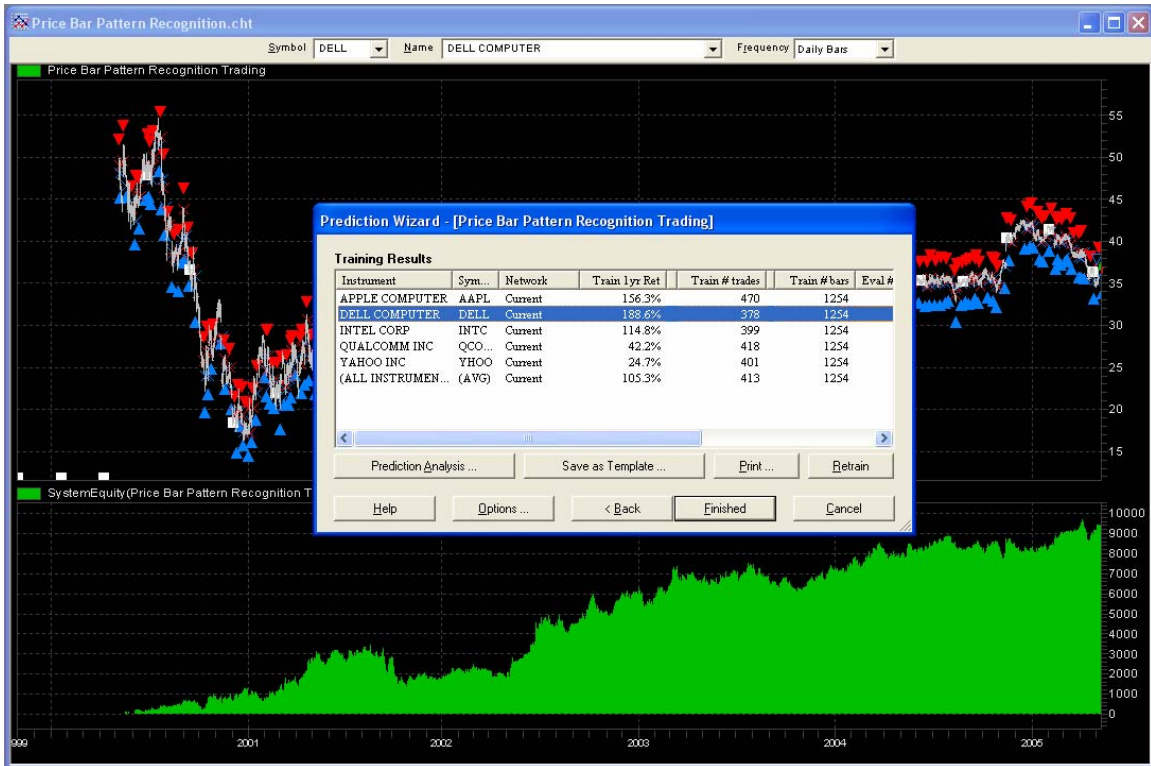 Price Bar Pattern Recognition.cht
Symbol DELL Name DELL COMPUTER Frequency Daily Bars
Price Bar Pattern Recognition Trading
55
50
45
40
35
30
25
20
15
Prediction Wizard - [Price Bar Pattern Recognition Trading]
Training Results
Instrument Sym... Network Train 1yr Ret Train # trades Train # bars Eval #
APPLE COMPUTER AAPL Current 156.3% 470 1254
DELL COMPUTER DELL Current 188.6% 378 1254
INTEL CORP INTC Current 114.8% 399 1254
QUALCOMM INC QCO... Current 42.2% 418 1254
YAHOO INC YHOO Current 24.7% 401 1254
(ALL INSTRUMEN... (AVG) Current 105.3% 413 1254
Prediction Analysis ... Save as Template ... Print ... Retrain
Help Options ... < Back Finished Cancel
SystemEquity(Price Bar Pattern Recognition T
10000
9000
8000
7000
6000
5000
4000
3000
2000
1000
0
999 2001 2002 2003 2004 2005